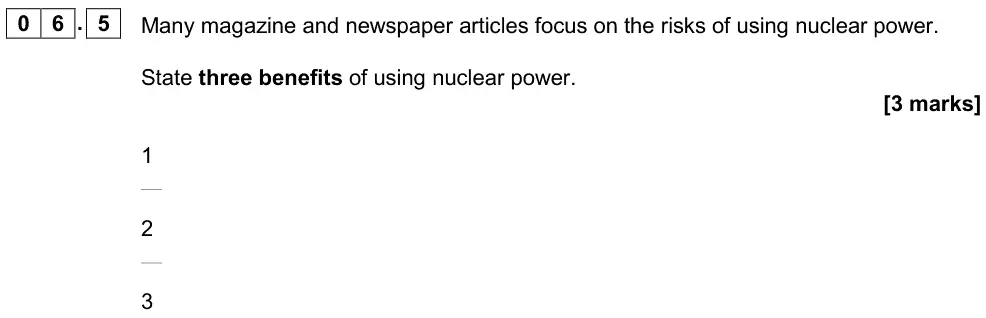 0 6 . 5 Many magazine and newspaper articles focus on the risks of using nuclear power.
State three benefits of using nuclear power.
[3 marks]
1
2
3